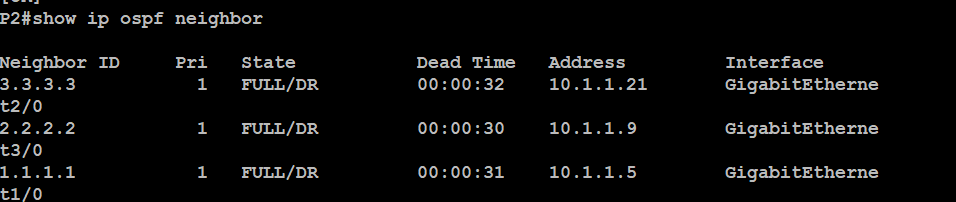 P2#show ip ospf neighbor
Neighbor ID     Pri   State           Dead Time   Address         Interface
3.3.3.3           1   FULL/DR         00:00:32    10.1.1.21       GigabitEtherne
t2/0
2.2.2.2           1   FULL/DR         00:00:30    10.1.1.9        GigabitEtherne
t3/0
1.1.1.1           1   FULL/DR         00:00:31    10.1.1.5        GigabitEtherne
t1/0